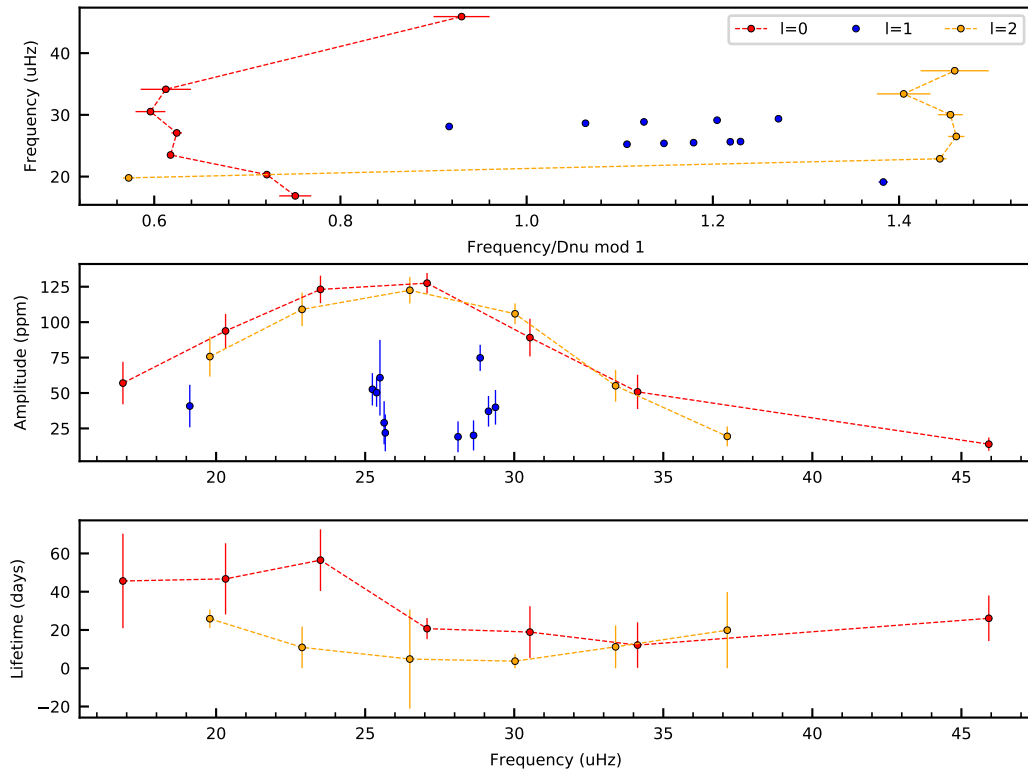 l=0 l=1 l=2
Frequency (uHz)
40
30
20
0.6 0.8 1.0 1.2 1.4
Frequency/Dnu mod 1
Amplitude (ppm)
125
100
75
50
25
20 25 30 35 40 45
Lifetime (days)
60
40
20
0
−20
20 25 30 35 40 45
Frequency (uHz)